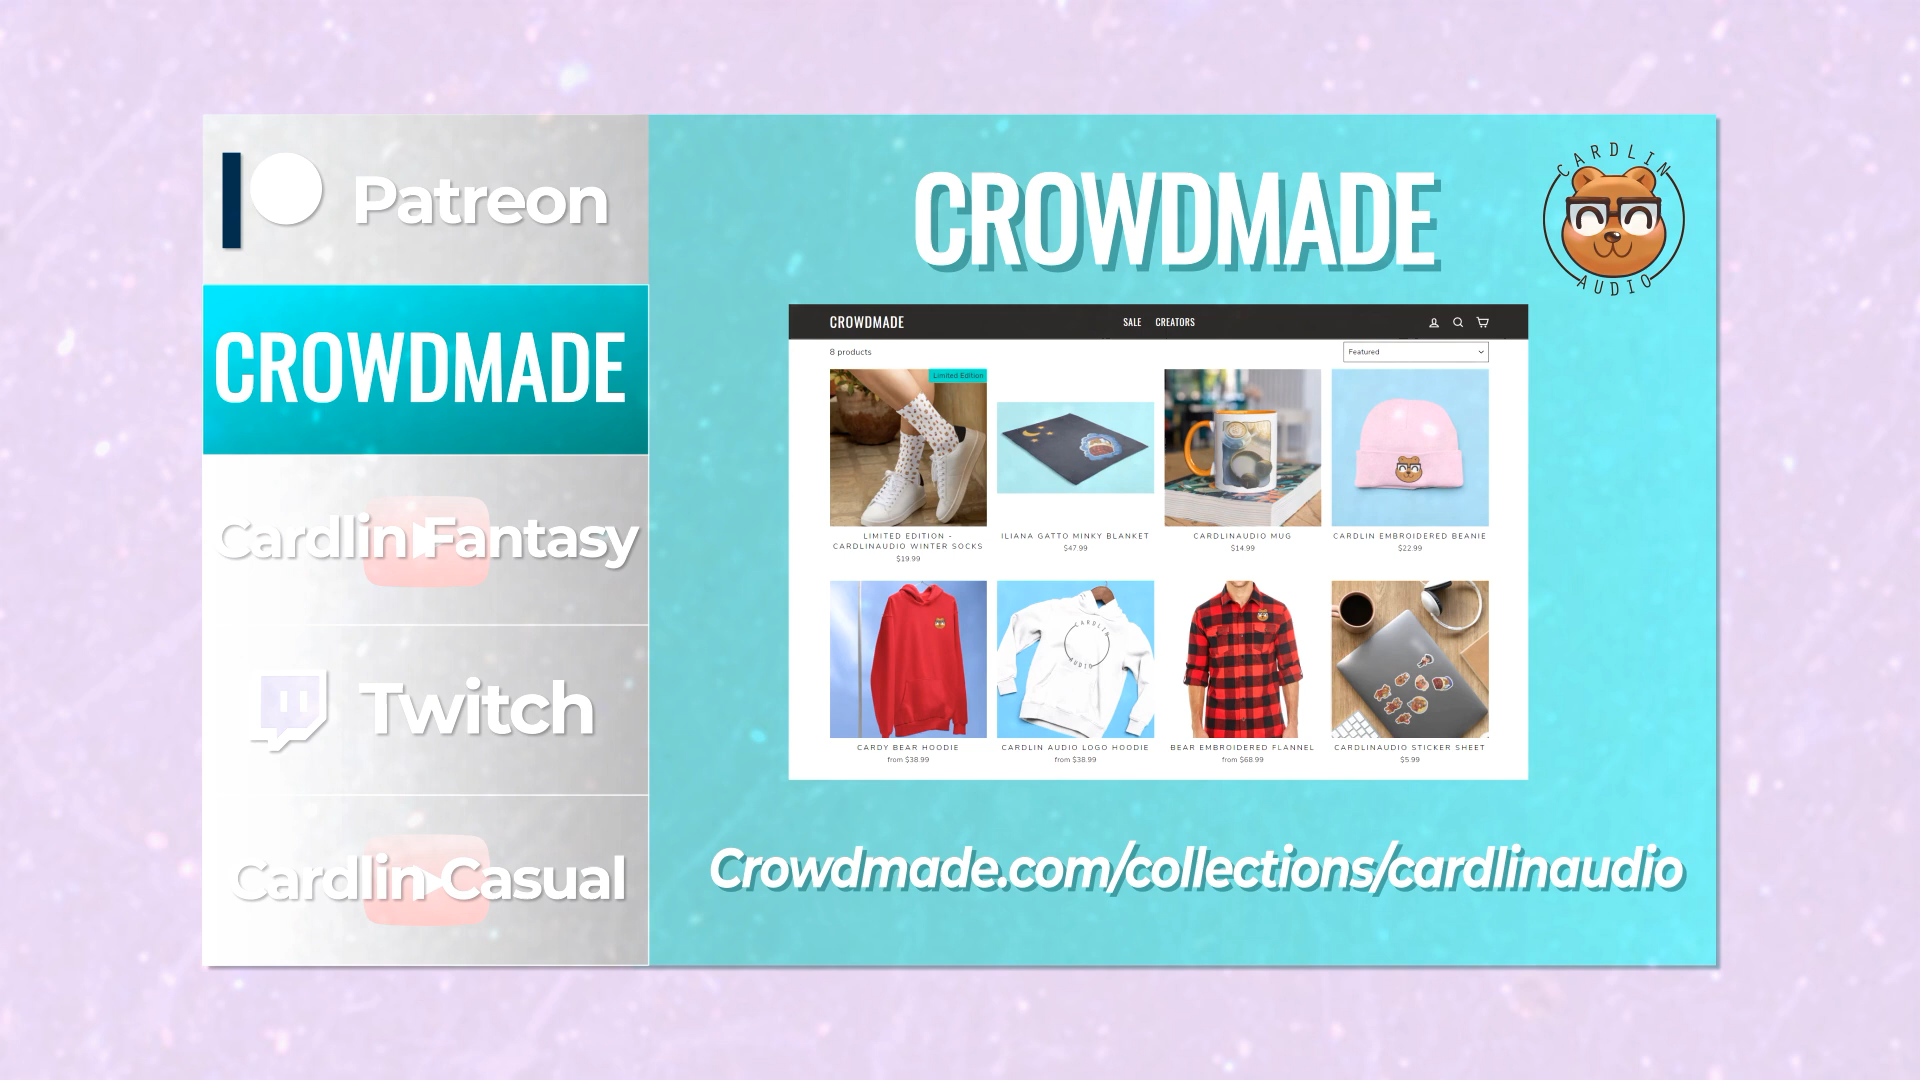 Patreon
CROWDMADE
Cardlin Fantasy
Twitch
Cardlin Casual
CROWDMADE
CARDLIN
AUDIO
CROWDMADE
SALE CREATORS
8 products
Featured
Limited Edition
LIMITED EDITION -
CARDLINAUDIO WINTER SOCKS
$19.99
ILIANA GATTO MINKY BLANKET
$47.99
CARDLINAUDIO MUG
$14.99
CARDLIN EMBROIDERED BEANIE
$22.99
CARDLIN
AUDIO
CARDY BEAR HOODIE
from $38.99
CARDLIN AUDIO LOGO HOODIE
from $38.99
BEAR EMBROIDERED FLANNEL
from $68.99
CARDLINAUDIO STICKER SHEET
$5.99
Crowdmade.com/collections/cardlinaudio